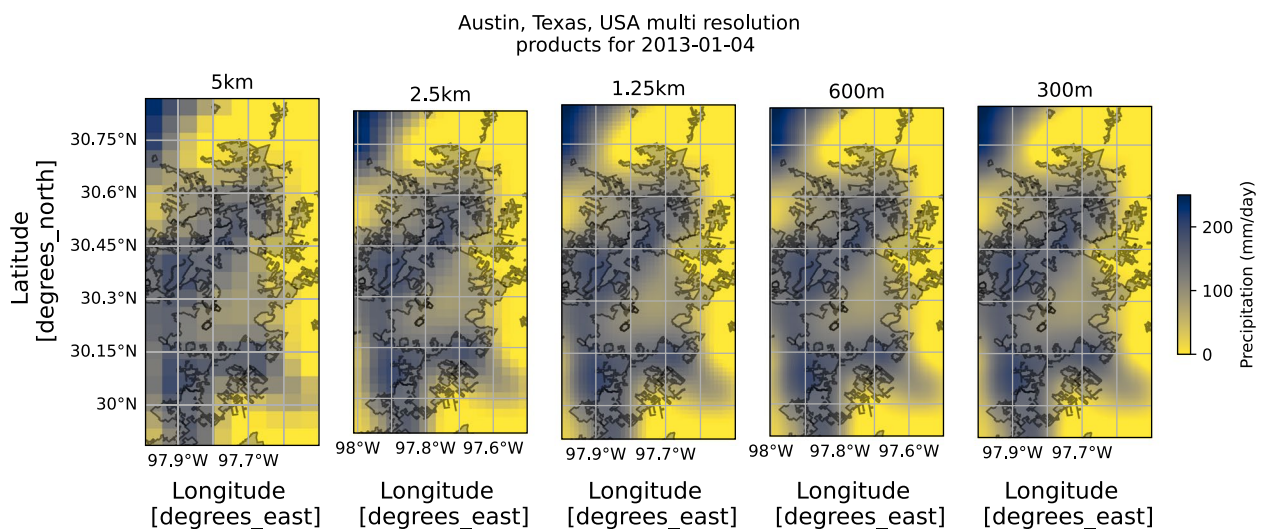 Austin, Texas, USA multi resolution
products for 2013-01-04
5km
2.5km
1.25km
600m
300m
Latitude
[degrees_north]
30.75°N
30.6°N
30.45°N
30.3°N
30.15°N
30°N
97.9°W 97.7°W
98°W 97.8°W 97.6°W
97.9°W 97.7°W
98°W 97.8°W 97.6°W
97.9°W 97.7°W
Longitude
[degrees_east]
Longitude
[degrees_east]
Longitude
[degrees_east]
Longitude
[degrees_east]
Longitude
[degrees_east]
200
100
0
Precipitation (mm/day)